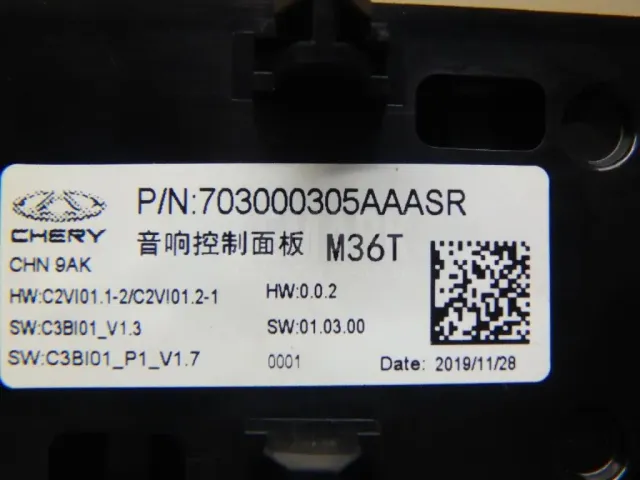 P/N:703000305AAASR
CHERY
音响控制面板 M36T
CHN 9AK
HW:C2VI01.1-2/C2VI01.2-1 HW:0.0.2
SW:C3BI01_V1.3 SW:01.03.00
SW:C3BI01_P1_V1.7 0001 Date: 2019/11/28